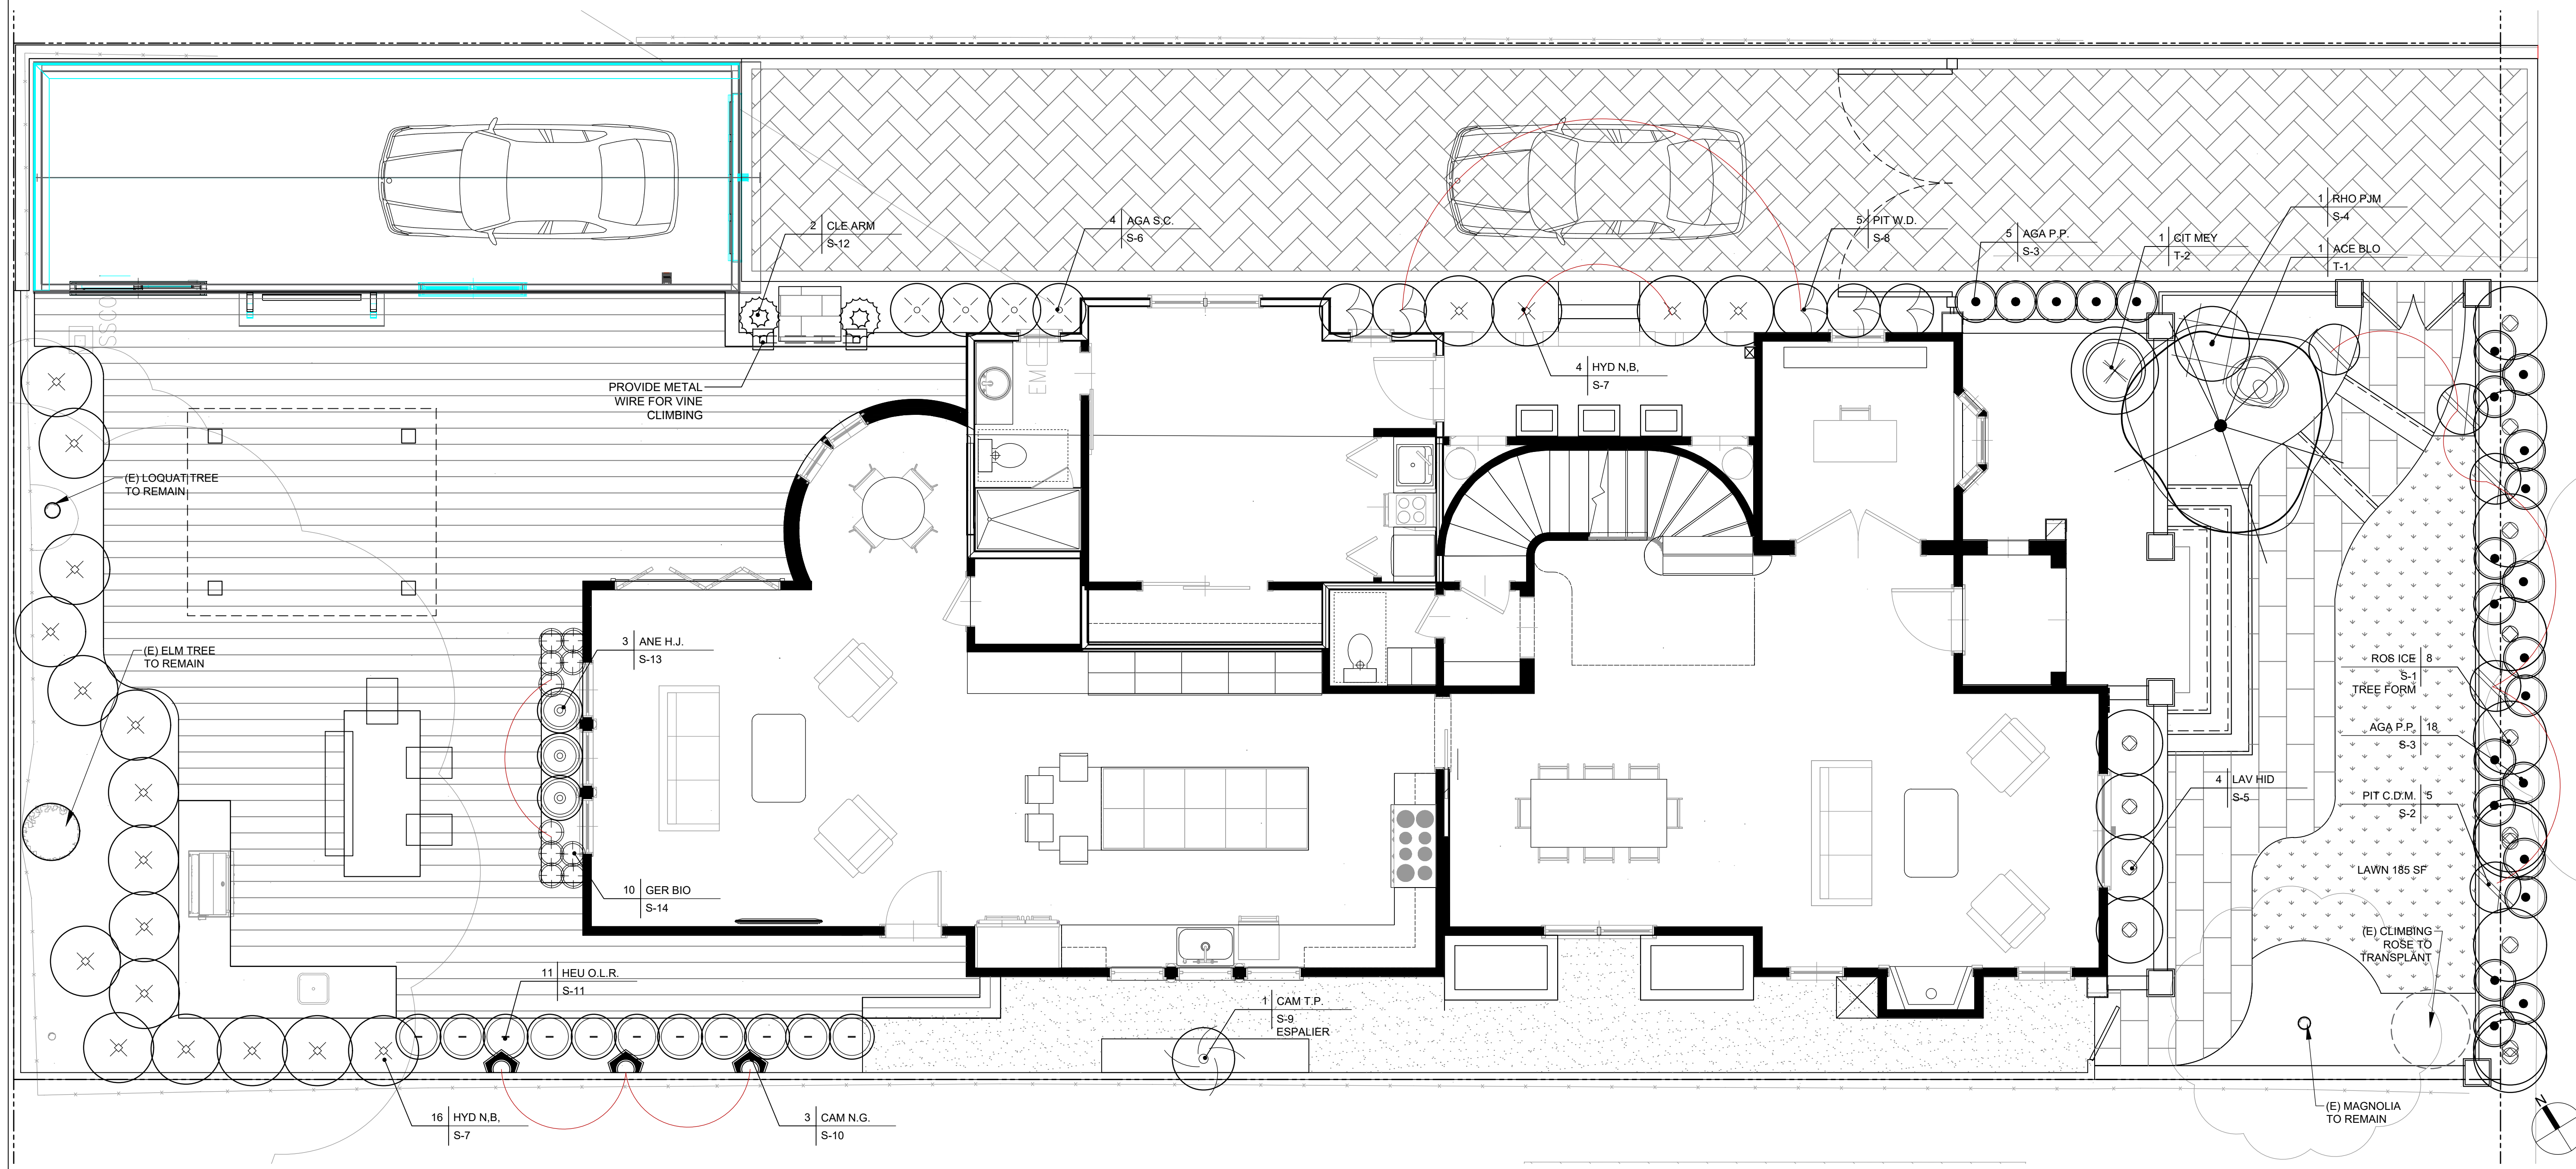 2 CLE ARM
S-12
4 AGA S.C.
S-6
5 PIT W.D.
S-8
5 AGA P.P.
S-3
1 CIT MEY
T-2
1 RHO PJM
S-4
1 ACE BLO
T-1
SSCO
EM
PROVIDE METAL
WIRE FOR VINE
CLIMBING
4 HYD N,B,
S-7
(E) LOQUAT TREE
TO REMAIN
(E) ELM TREE
TO REMAIN
3 ANE H.J.
S-13
ROS ICE 8
S-1
TREE FORM
AGA P.P. 18
S-3
4 LAV HID
S-5
PIT C.D.M. 5
S-2
LAWN 185 SF
10 GER BIO
S-14
(E) CLIMBING
ROSE TO
TRANSPLANT
11 HEU O.L.R.
S-11
1 CAM T.P.
S-9
ESPALIER
16 HYD N,B,
S-7
3 CAM N.G.
S-10
(E) MAGNOLIA
TO REMAIN
N